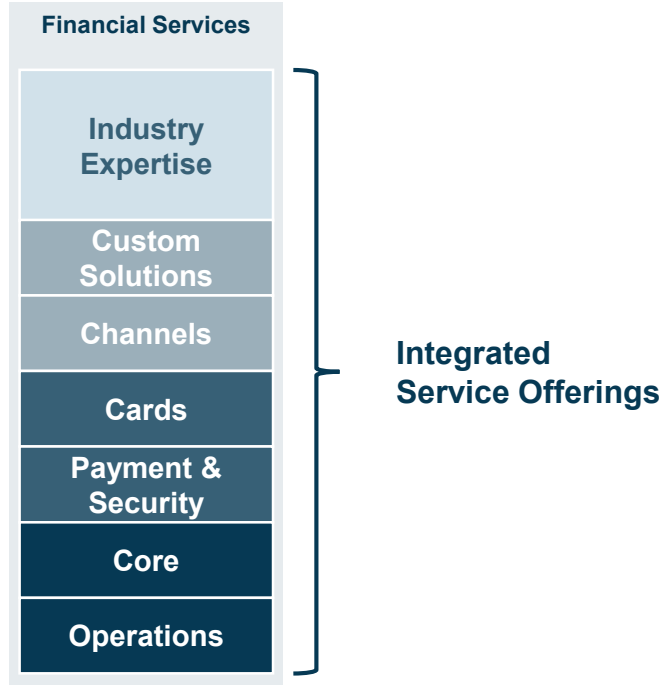 Financial Services
Industry
Expertise
Custom
Solutions
Channels
Cards
Payment &
Security
Core
Operations
Integrated
Service Offerings